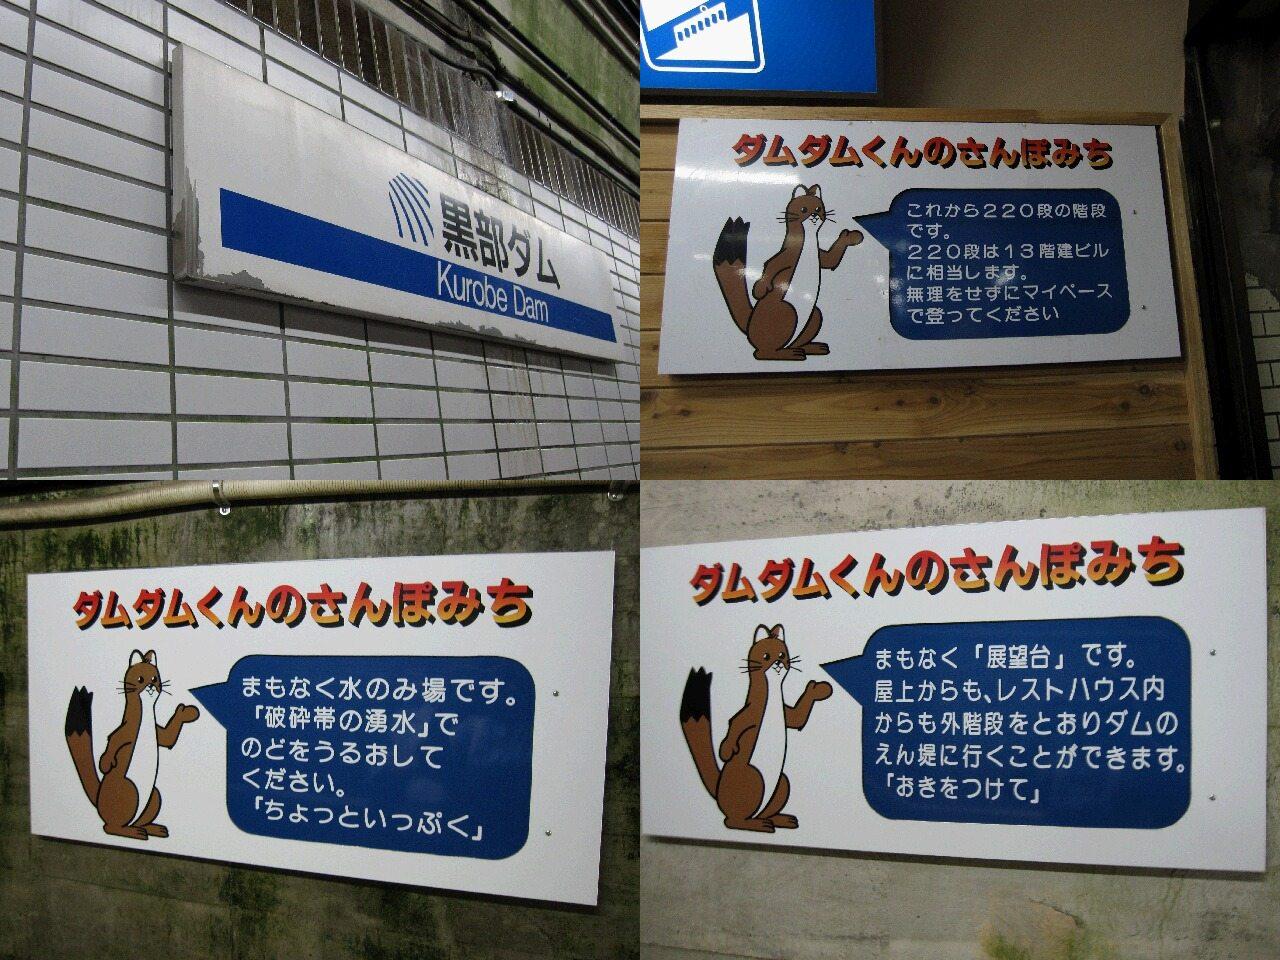 黒部ダム
Kurobe Dam
ダムダムくんのさんぽみち
これから220段の階段
です。
220段は13階建ビル
に相当します。
無理をせずにマイペース
で登ってください
ダムダムくんのさんぽみち
まもなく水のみ場です。
「破砕帯の湧水」で
のどをうるおして
ください。
「ちょっといっぷく」
ダムダムくんのさんぽみち
まもなく「展望台」です。
屋上からも、レストハウス内
からも外階段をとおりダムの
えん堤に行くことができます。
「おきをつけて」